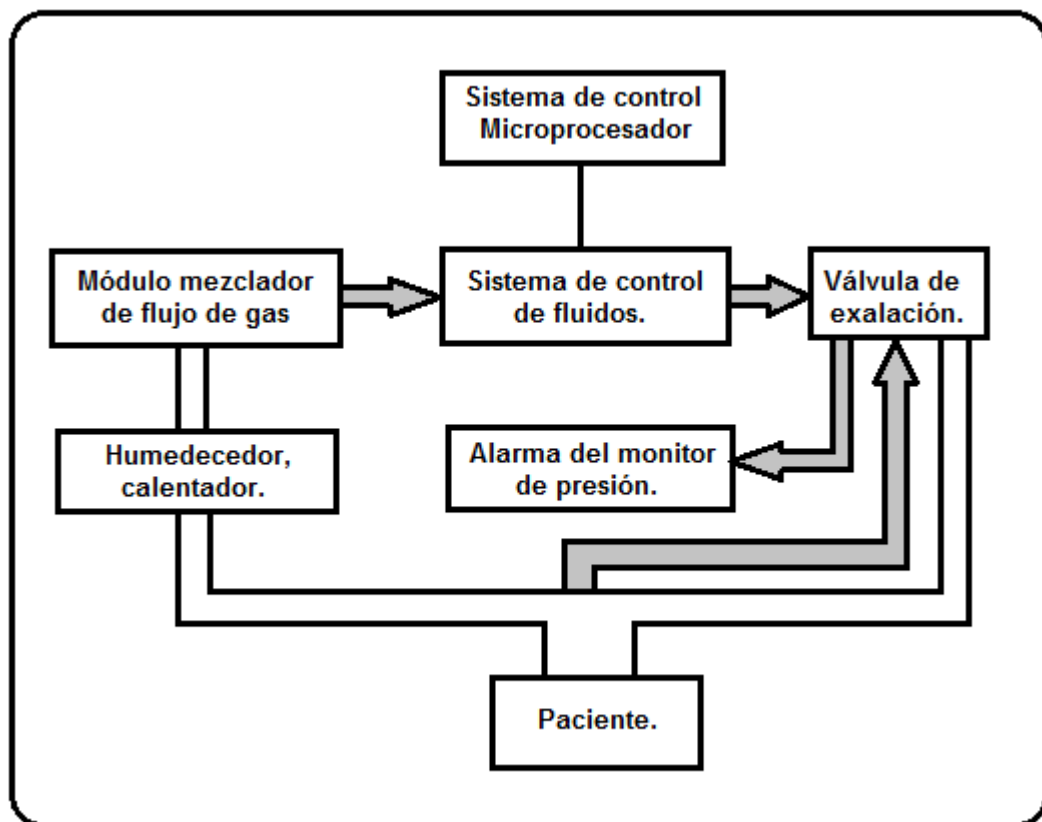 Sistema de control
Microprocesador
Módulo mezclador
de flujo de gas
Sistema de control
de fluidos.
Válvula de
exalación.
Humedecedor,
calentador.
Alarma del monitor
de presión.
Paciente.